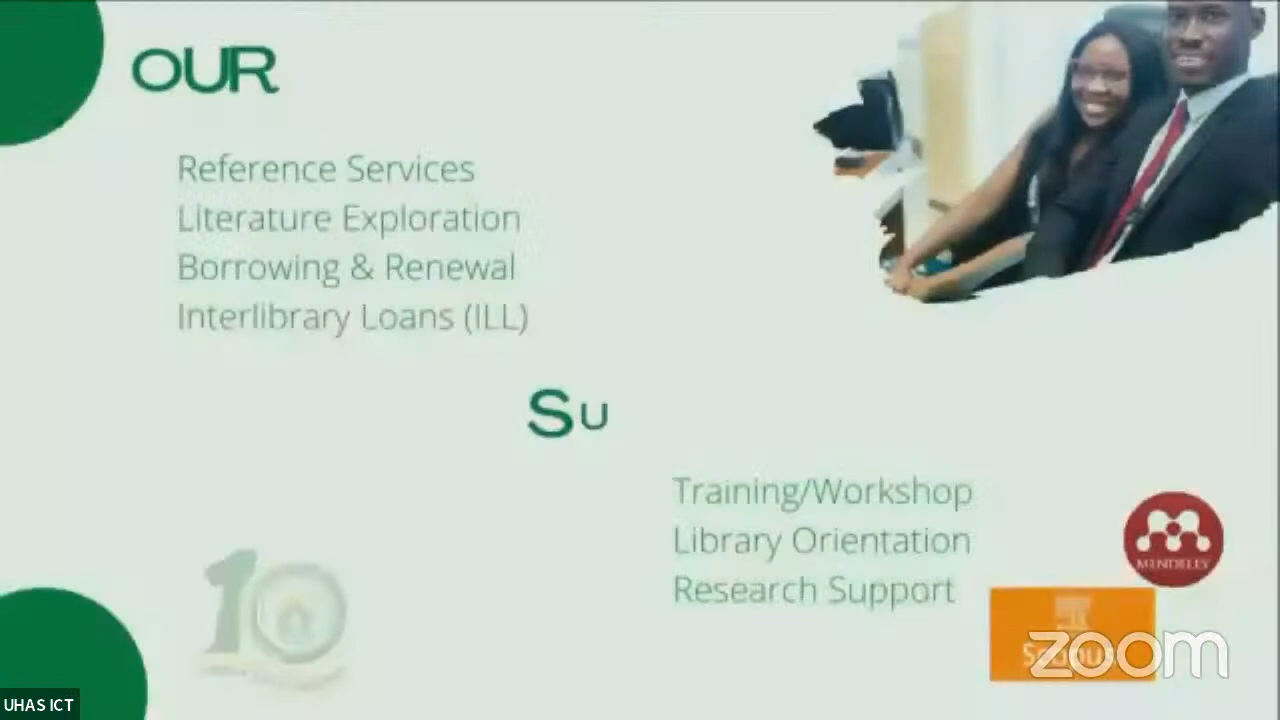 OUR
Reference Services
Literature Exploration
Borrowing & Renewal
Interlibrary Loans (ILL)
SU
Training/Workshop
Library Orientation
Research Support
MENDELEY
10
zoom
UHAS ICT